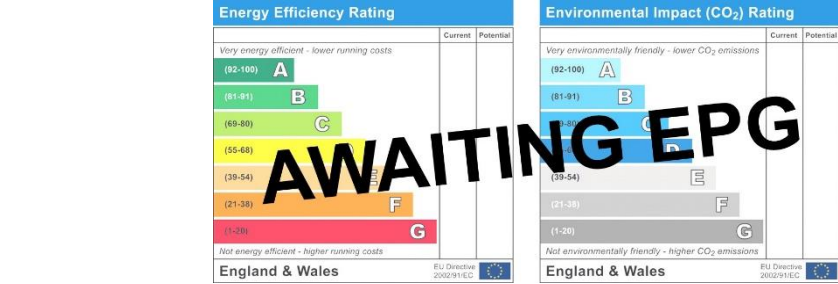 Energy Efficiency Rating
Current Potential
Very energy efficient - lower running costs
(92-100) A
(81-91) B
(69-80) C
(55-68)
(39-54) E
(21-38) F
(1-20) G
Not energy efficient - higher running costs
England & Wales
EU Directive
2002/91/EC
Environmental Impact (CO₂) Rating
Current Potential
Very environmentally friendly - lower CO₂ emissions
(92-100) A
(81-91) B
C
D
(39-54) E
(21-38) F
(1-20) G
Not environmentally friendly - higher CO₂ emissions
England & Wales
EU Directive
2002/91/EC
AWAITING EPG